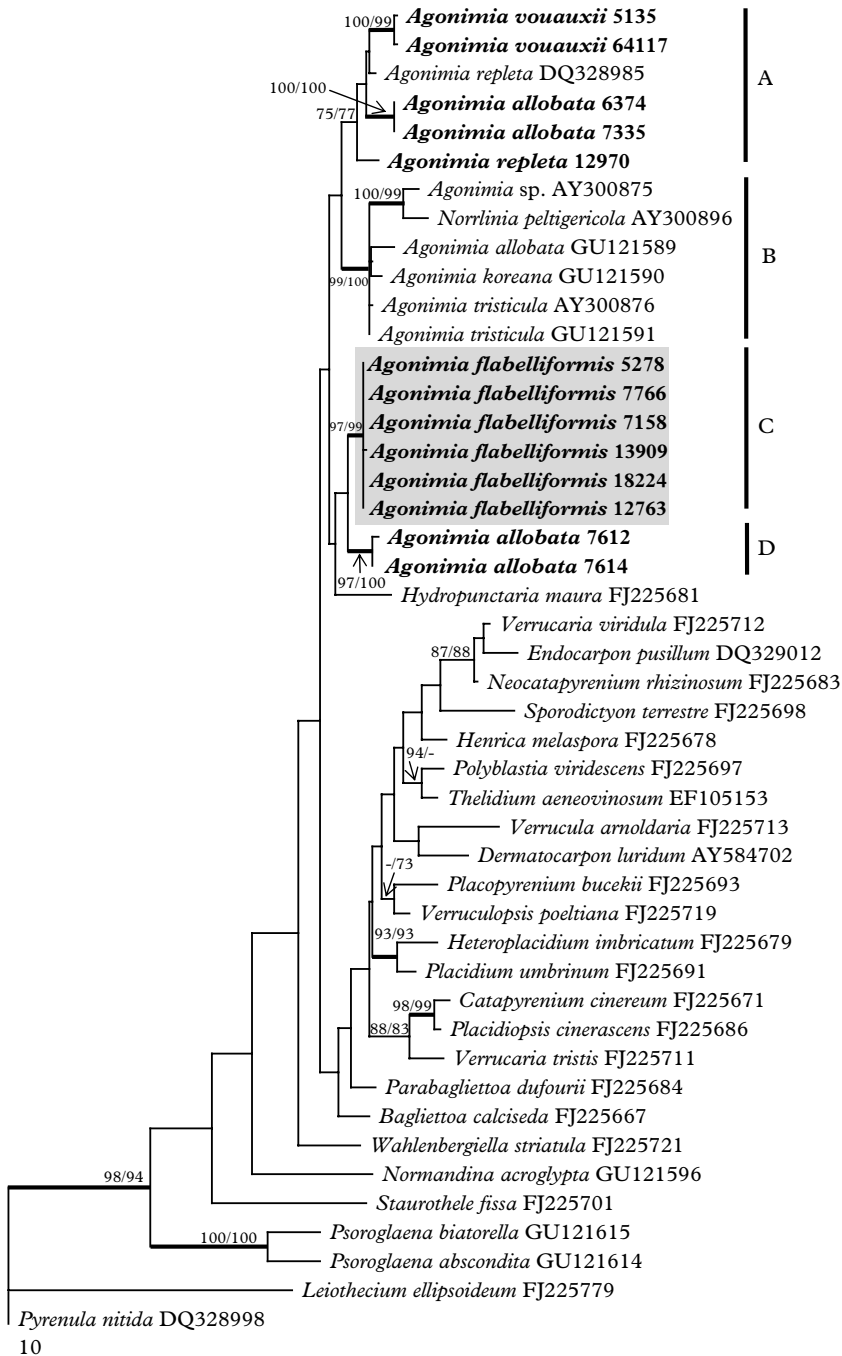 Agonimia vouauxii 5135
100/99
Agonimia vouauxii 64117
Agonimia repleta DQ328985
A
100/100
Agonimia allobata 6374
75/77
Agonimia allobata 7335
Agonimia repleta 12970
Agonimia sp. AY300875
100/99
Norrlinia peltigericola AY300896
Agonimia allobata GU121589
B
Agonimia koreana GU121590
99/100
Agonimia tristicula AY300876
Agonimia tristicula GU121591
Agonimia flabelliformis 5278
Agonimia flabelliformis 7766
Agonimia flabelliformis 7158
97/99
C
Agonimia flabelliformis 13909
Agonimia flabelliformis 18224
Agonimia flabelliformis 12763
Agonimia allobata 7612
D
Agonimia allobata 7614
97/100
Hydropunctaria maura FJ225681
Verrucaria viridula FJ225712
87/88
Endocarpon pusillum DQ329012
Neocatapyrenium rhizinosum FJ225683
Sporodictyon terrestre FJ225698
Henrica melaspora FJ225678
94/-
Polyblastia viridescens FJ225697
Thelidium aeneovinosum EF105153
Verrucula arnoldaria FJ225713
Dermatocarpon luridum AY584702
-/73
Placopyrenium bucekii FJ225693
Verruculopsis poeltiana FJ225719
93/93
Heteroplacidium imbricatum FJ225679
Placidium umbrinum FJ225691
98/99
Catapyrenium cinereum FJ225671
88/83
Placidiopsis cinerascens FJ225686
Verrucaria tristis FJ225711
Parabagliettoa dufourii FJ225684
Bagliettoa calciseda FJ225667
Wahlenbergiella striatula FJ225721
98/94
Normandina acroglypta GU121596
Staurothele fissa FJ225701
100/100
Psoroglaena biatorella GU121615
Psoroglaena abscondita GU121614
Leiothecium ellipsoideum FJ225779
Pyrenula nitida DQ328998
10